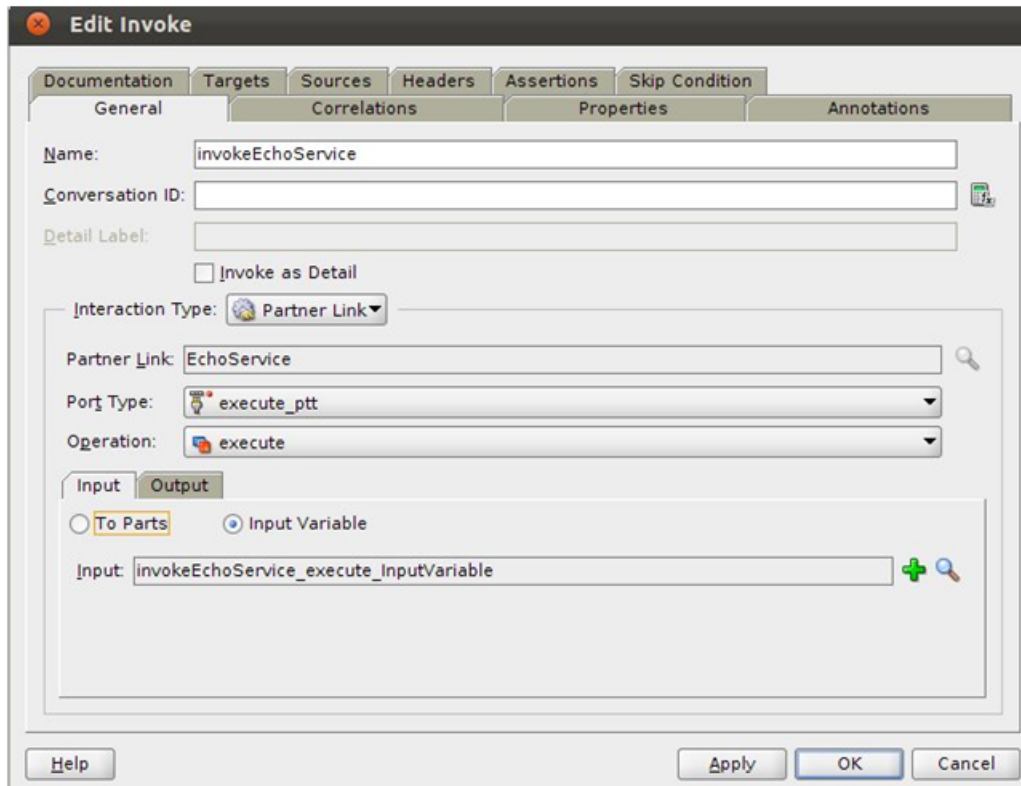 Edit Invoke
Documentation Targets Sources Headers Assertions Skip Condition
General Correlations Properties Annotations
Name: invokeEchoService
Conversation ID:
Detail Label:
Invoke as Detail
Interaction Type: Partner Link
Partner Link: EchoService
Port Type: execute_ptt
Operation: execute
Input Output
To Parts Input Variable
Input: invokeEchoService_execute_InputVariable
Help Apply OK Cancel